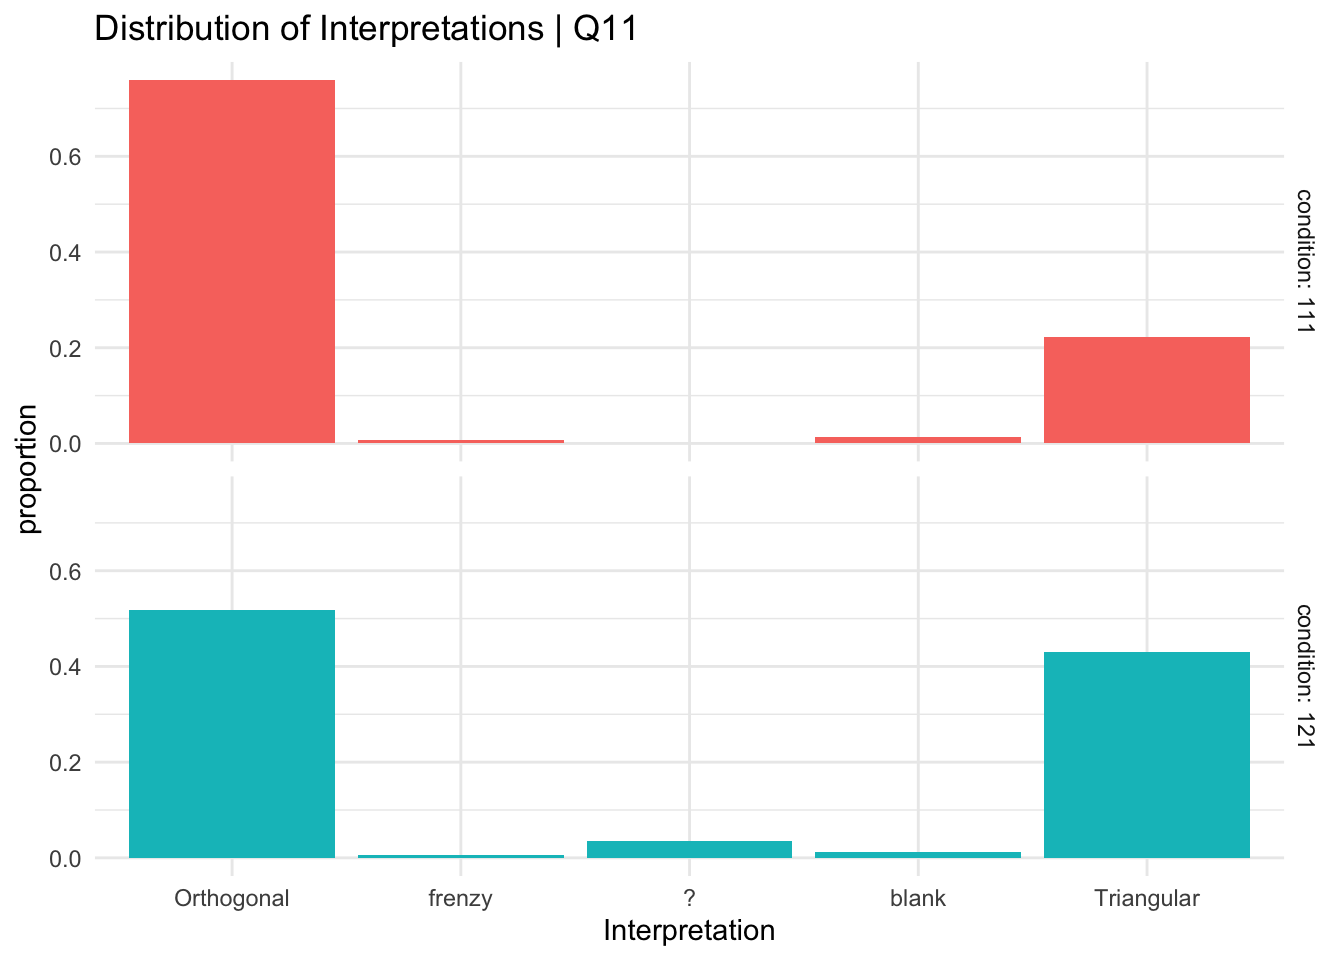 Distribution of Interpretations | Q11
proportion
0.6
0.4
0.2
0.0
condition: 111
0.6
0.4
0.2
0.0
condition: 121
Orthogonal frenzy ? blank Triangular
Interpretation